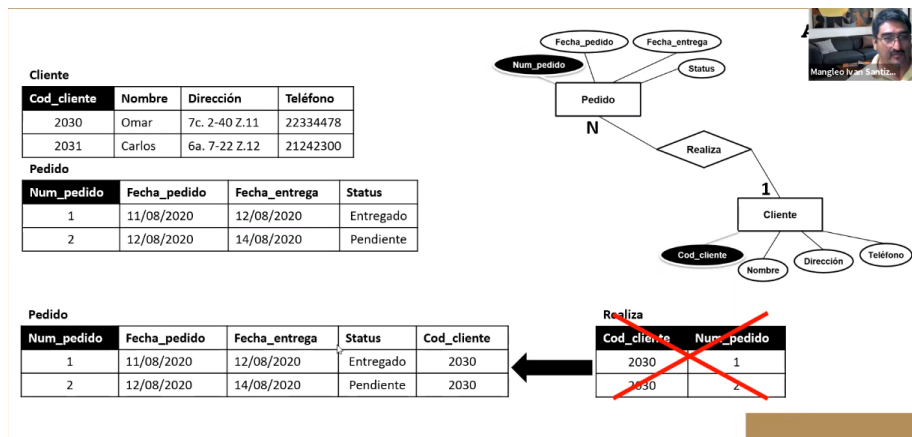 Cliente
Cod_cliente Nombre Dirección Teléfono
2030 Omar 7c. 2-40 Z.11 22334478
2031 Carlos 6a. 7-22 Z.12 21242300
Pedido
Num_pedido Fecha_pedido Fecha_entrega Status
1 11/08/2020 12/08/2020 Entregado
2 12/08/2020 14/08/2020 Pendiente
Fecha_pedido Fecha_entrega
Num_pedido Status
Pedido
N
Realiza
1
Cliente
Cod_cliente Nombre Dirección Teléfono
Mangleo Ivan Santiz...
Pedido
Num_pedido Fecha_pedido Fecha_entrega Status Cod_cliente
1 11/08/2020 12/08/2020 Entregado 2030
2 12/08/2020 14/08/2020 Pendiente 2030
Realiza
Cod_cliente Num_pedido
2030 1
2030 2